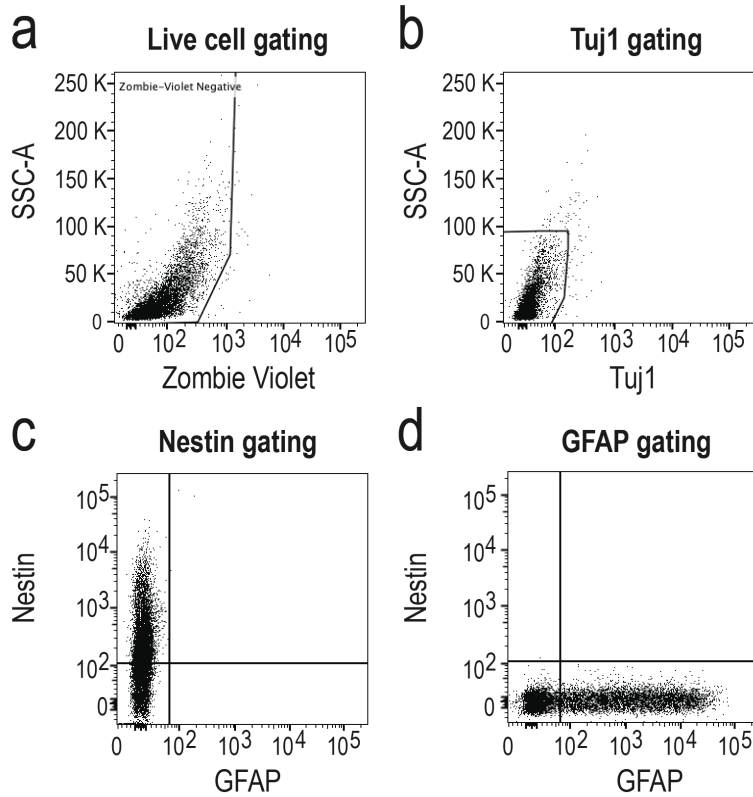 a
Live cell gating
250 K
200 K
150 K
100 K
50 K
0
SSC-A
Zombie-Violet Negative
0 10² 10³ 10⁴ 10⁵
Zombie Violet
b
Tuj1 gating
250 K
200 K
150 K
100 K
50 K
0
SSC-A
0 10² 10³ 10⁴ 10⁵
Tuj1
c
Nestin gating
10⁵
10⁴
10³
10²
0
Nestin
0 10² 10³ 10⁴ 10⁵
GFAP
d
GFAP gating
10⁵
10⁴
10³
10²
0
Nestin
0 10² 10³ 10⁴ 10⁵
GFAP